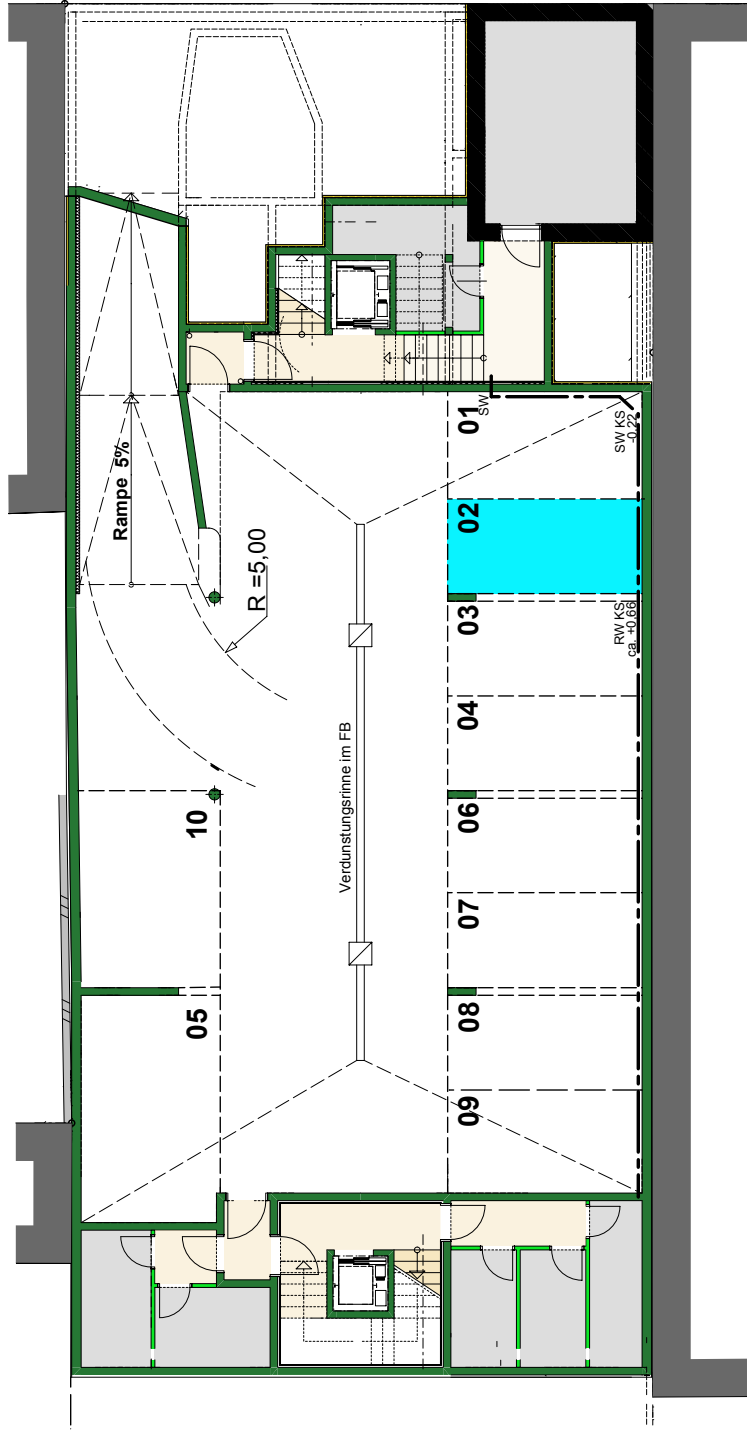 01
SW
SW KS
-0.22
02
Rampe 5%
R =5,00
03
RW KS
ca. +0.66
04
Verdunstungsrinne im FB
10
06
07
05
08
09